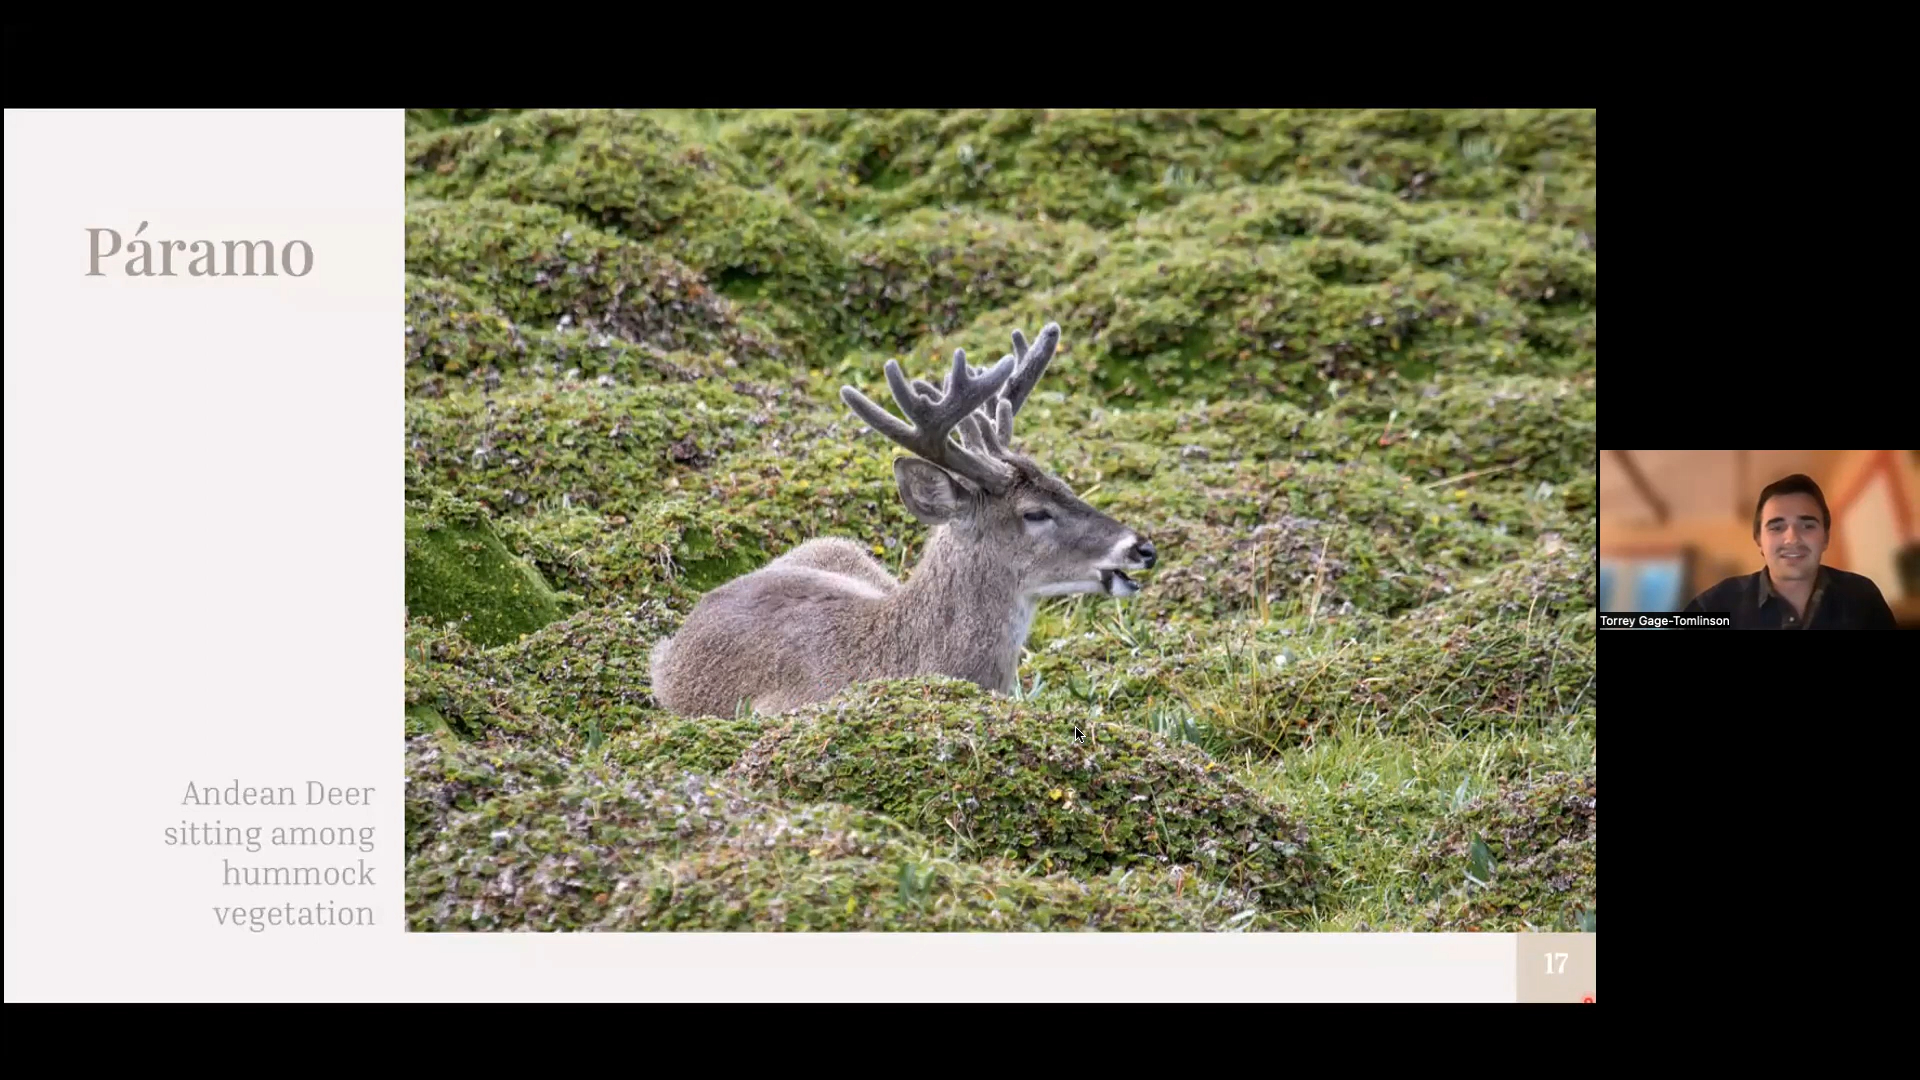 Páramo
Andean Deer
sitting among
hummock
vegetation
17
Torrey Gage-Tomlinson